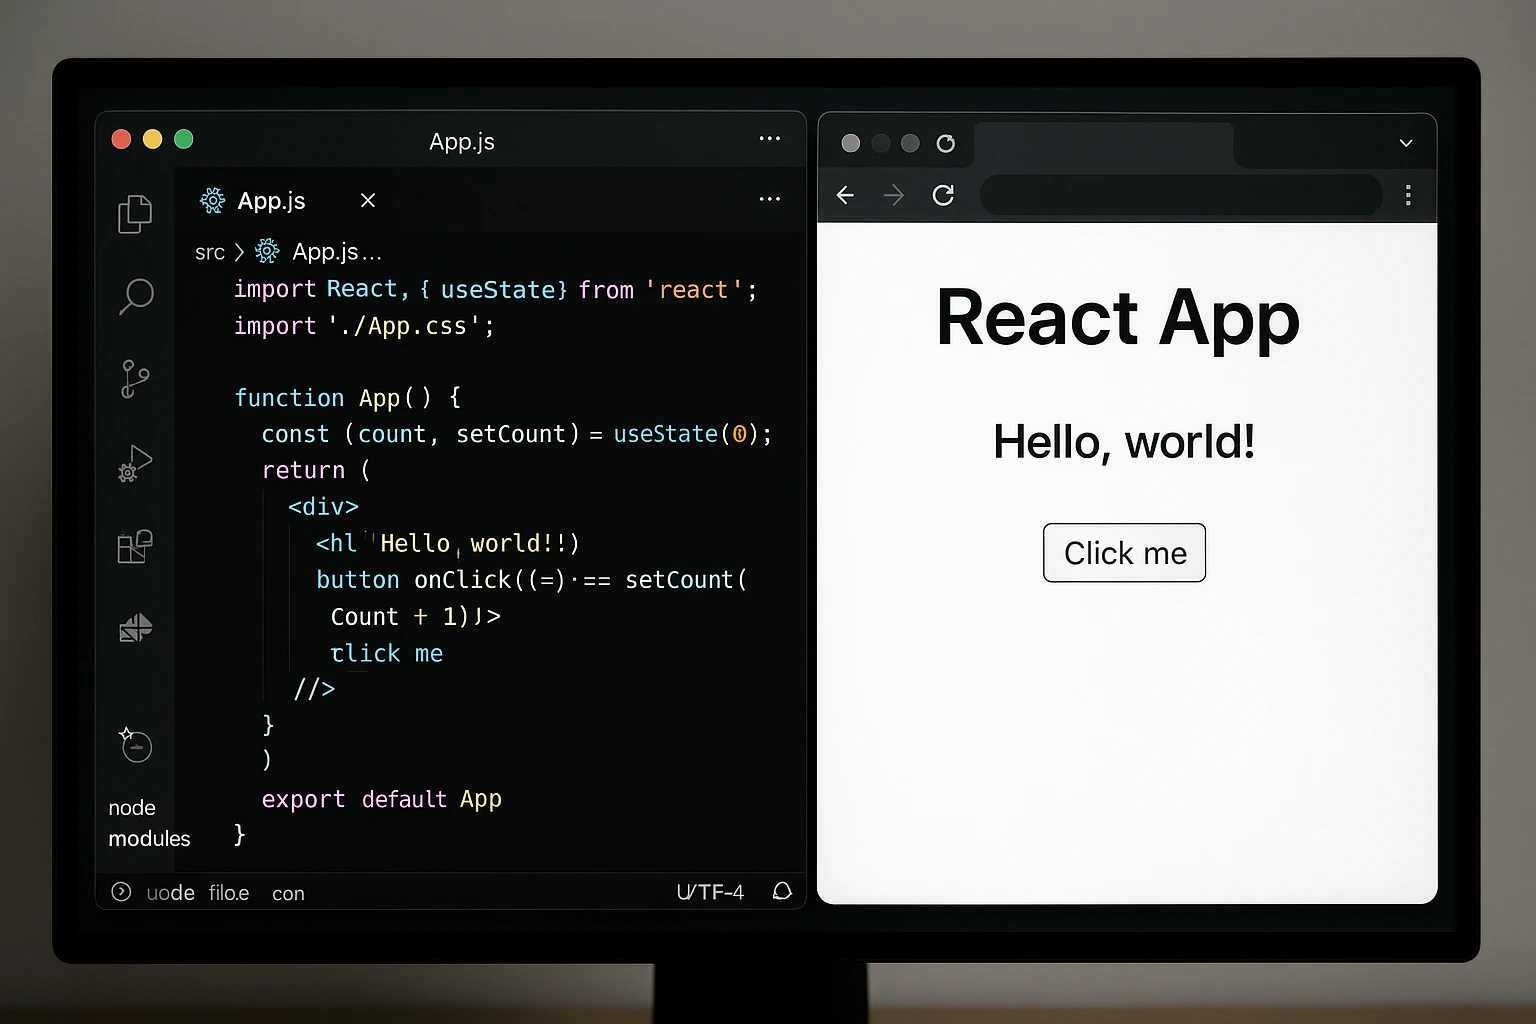 App.js
App.js
src > App.js...
import React, { useState} from 'react';
import './App.css';
function App() {
const (count, setCount) = useState(0);
return (
<div>
<hl 'Hello, world!!)
button onClick((=)·== setCount(
Count + 1)J>
click me
//>
}
)
export default App
}
node
modules
uode filo.e con
U/TF-4
React App
Hello, world!
Click me